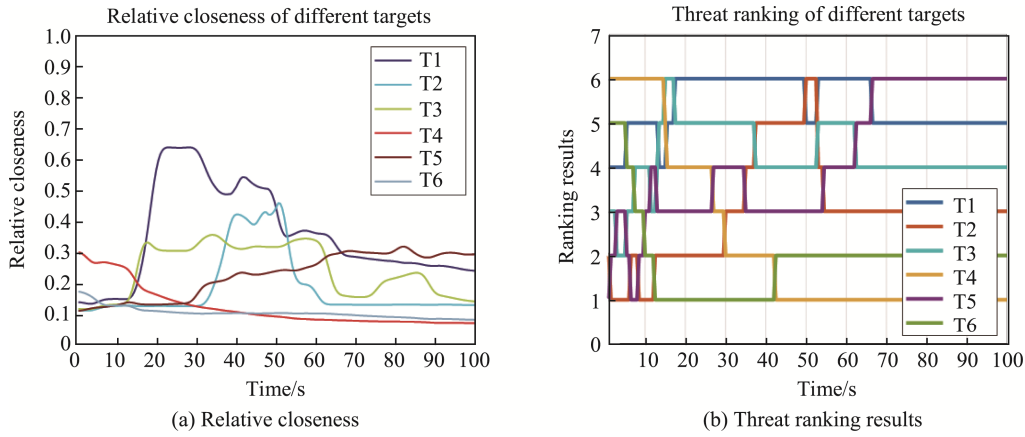 Relative closeness of different targets
1.0
0.9
0.8
0.7
0.6
0.5
0.4
0.3
0.2
0.1
0
Relative closeness
T1
T2
T3
T4
T5
T6
0 10 20 30 40 50 60 70 80 90 100
Time/s
(a) Relative closeness
Threat ranking of different targets
7
6
5
4
3
2
1
0
Ranking results
T1
T2
T3
T4
T5
T6
10 20 30 40 50 60 70 80 90 100
Time/s
(b) Threat ranking results